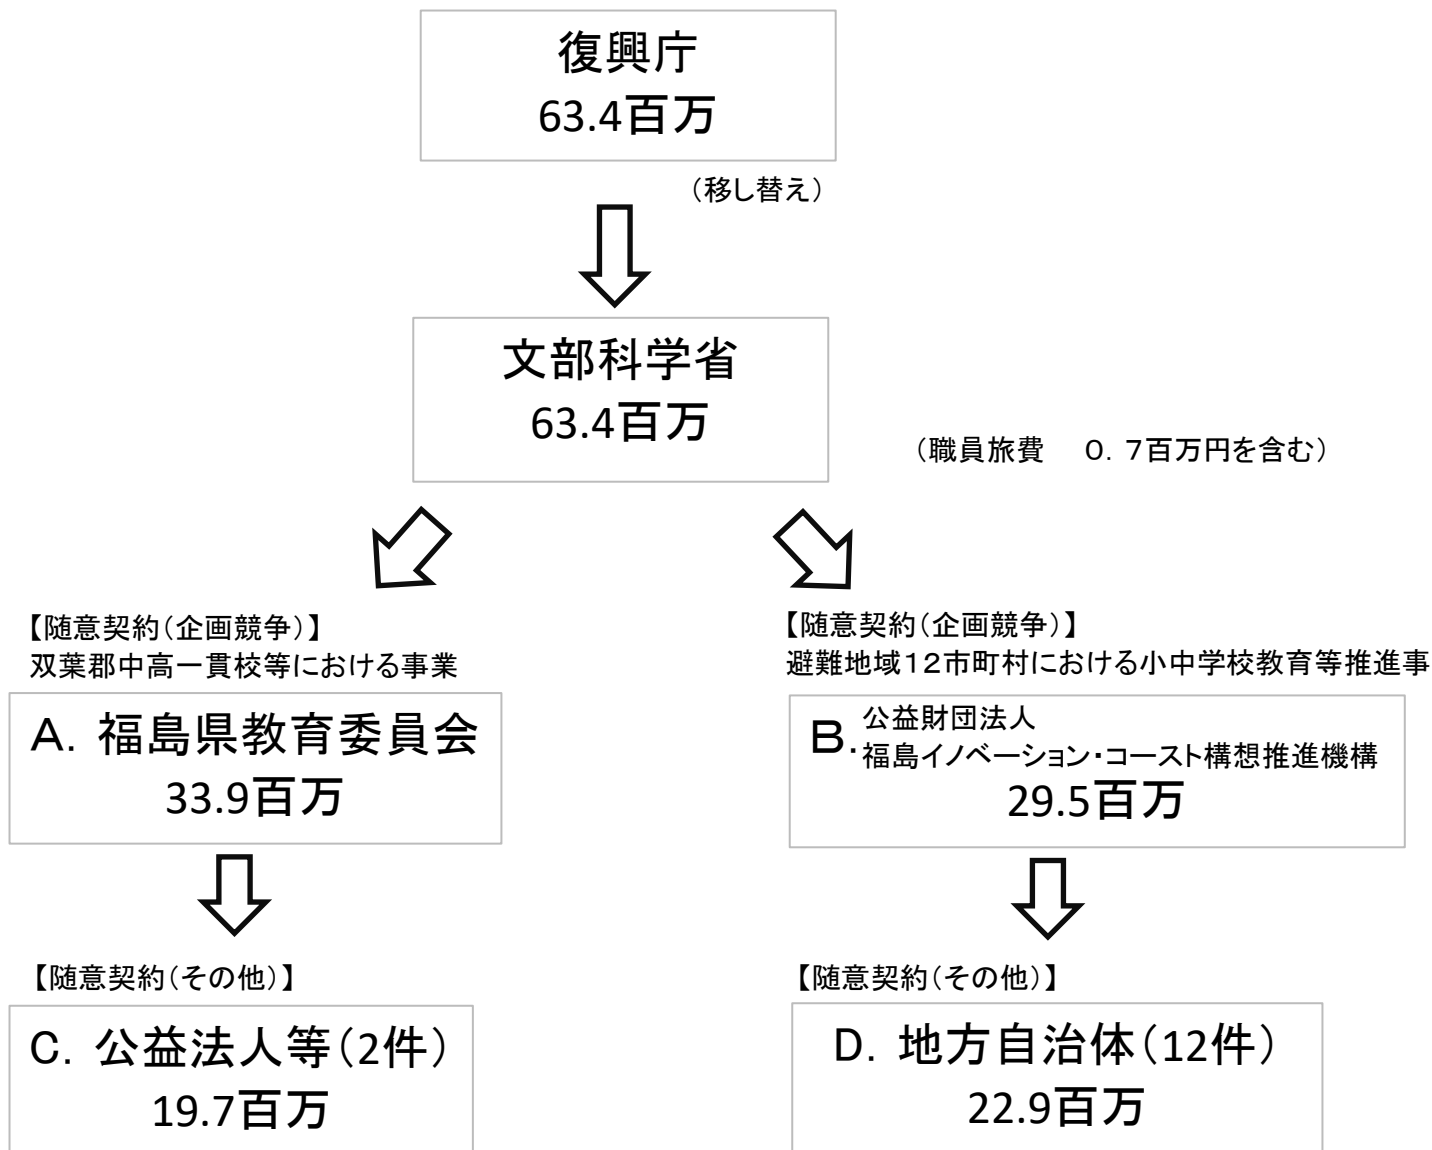 復興庁
63.4百万
（移し替え）
文部科学省
63.4百万
（職員旅費　０．７百万円を含む）
【随意契約（企画競争）】
双葉郡中高一貫校等における事業
A．福島県教育委員会
33.9百万
【随意契約（企画競争）】
避難地域１２市町村における小中学校教育等推進事
B．公益財団法人
福島イノベーション・コースト構想推進機構
29.5百万
【随意契約（その他）】
C．公益法人等（2件）
19.7百万
【随意契約（その他）】
D．地方自治体（12件）
22.9百万